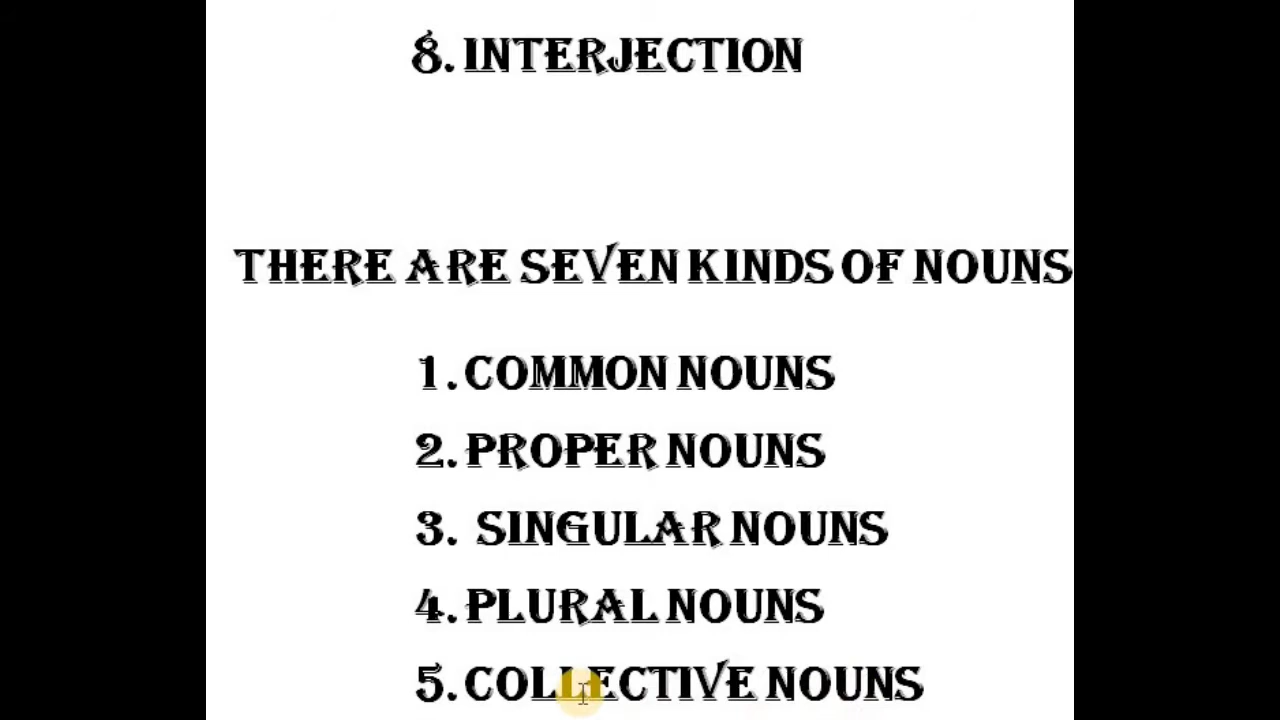 8. INTERJECTION
THERE ARE SEVEN KINDS OF NOUNS
1. COMMON NOUNS
2. PROPER NOUNS
3. SINGULAR NOUNS
4. PLURAL NOUNS
5. COLLECTIVE NOUNS